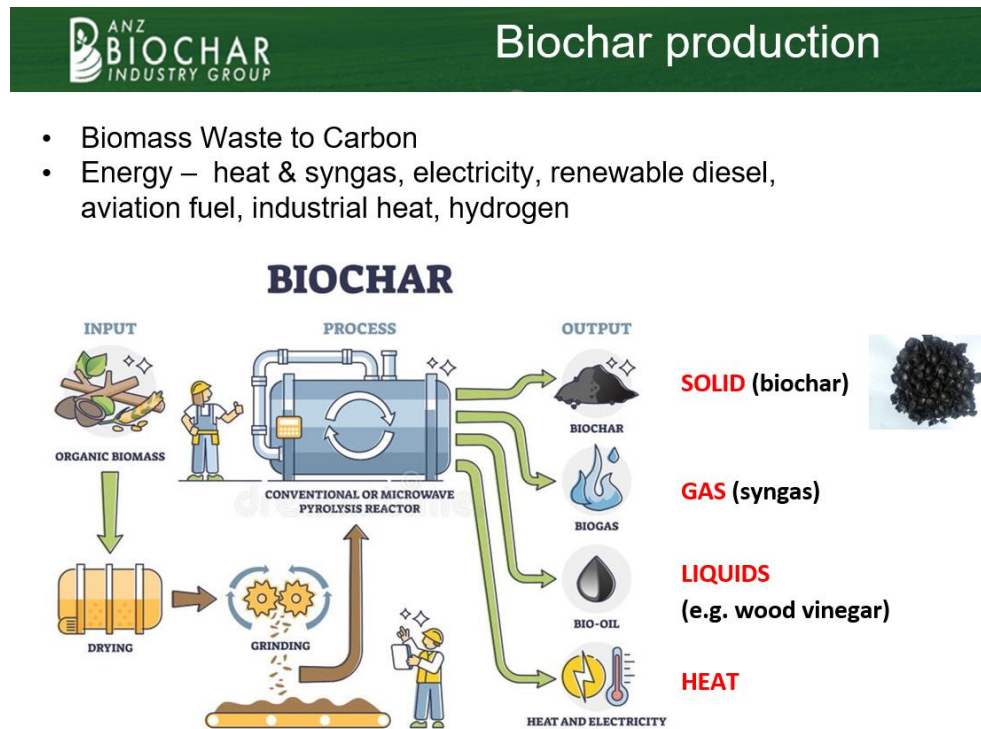 ANZ
BIOCHAR
INDUSTRY GROUP
Biochar production
• Biomass Waste to Carbon
• Energy – heat & syngas, electricity, renewable diesel,
aviation fuel, industrial heat, hydrogen
BIOCHAR
INPUT
PROCESS
OUTPUT
ORGANIC BIOMASS
CONVENTIONAL OR MICROWAVE
PYROLYSIS REACTOR
DRYING
GRINDING
BIOCHAR
SOLID (biochar)
BIOGAS
GAS (syngas)
BIO-OIL
LIQUIDS
(e.g. wood vinegar)
HEAT AND ELECTRICITY
HEAT